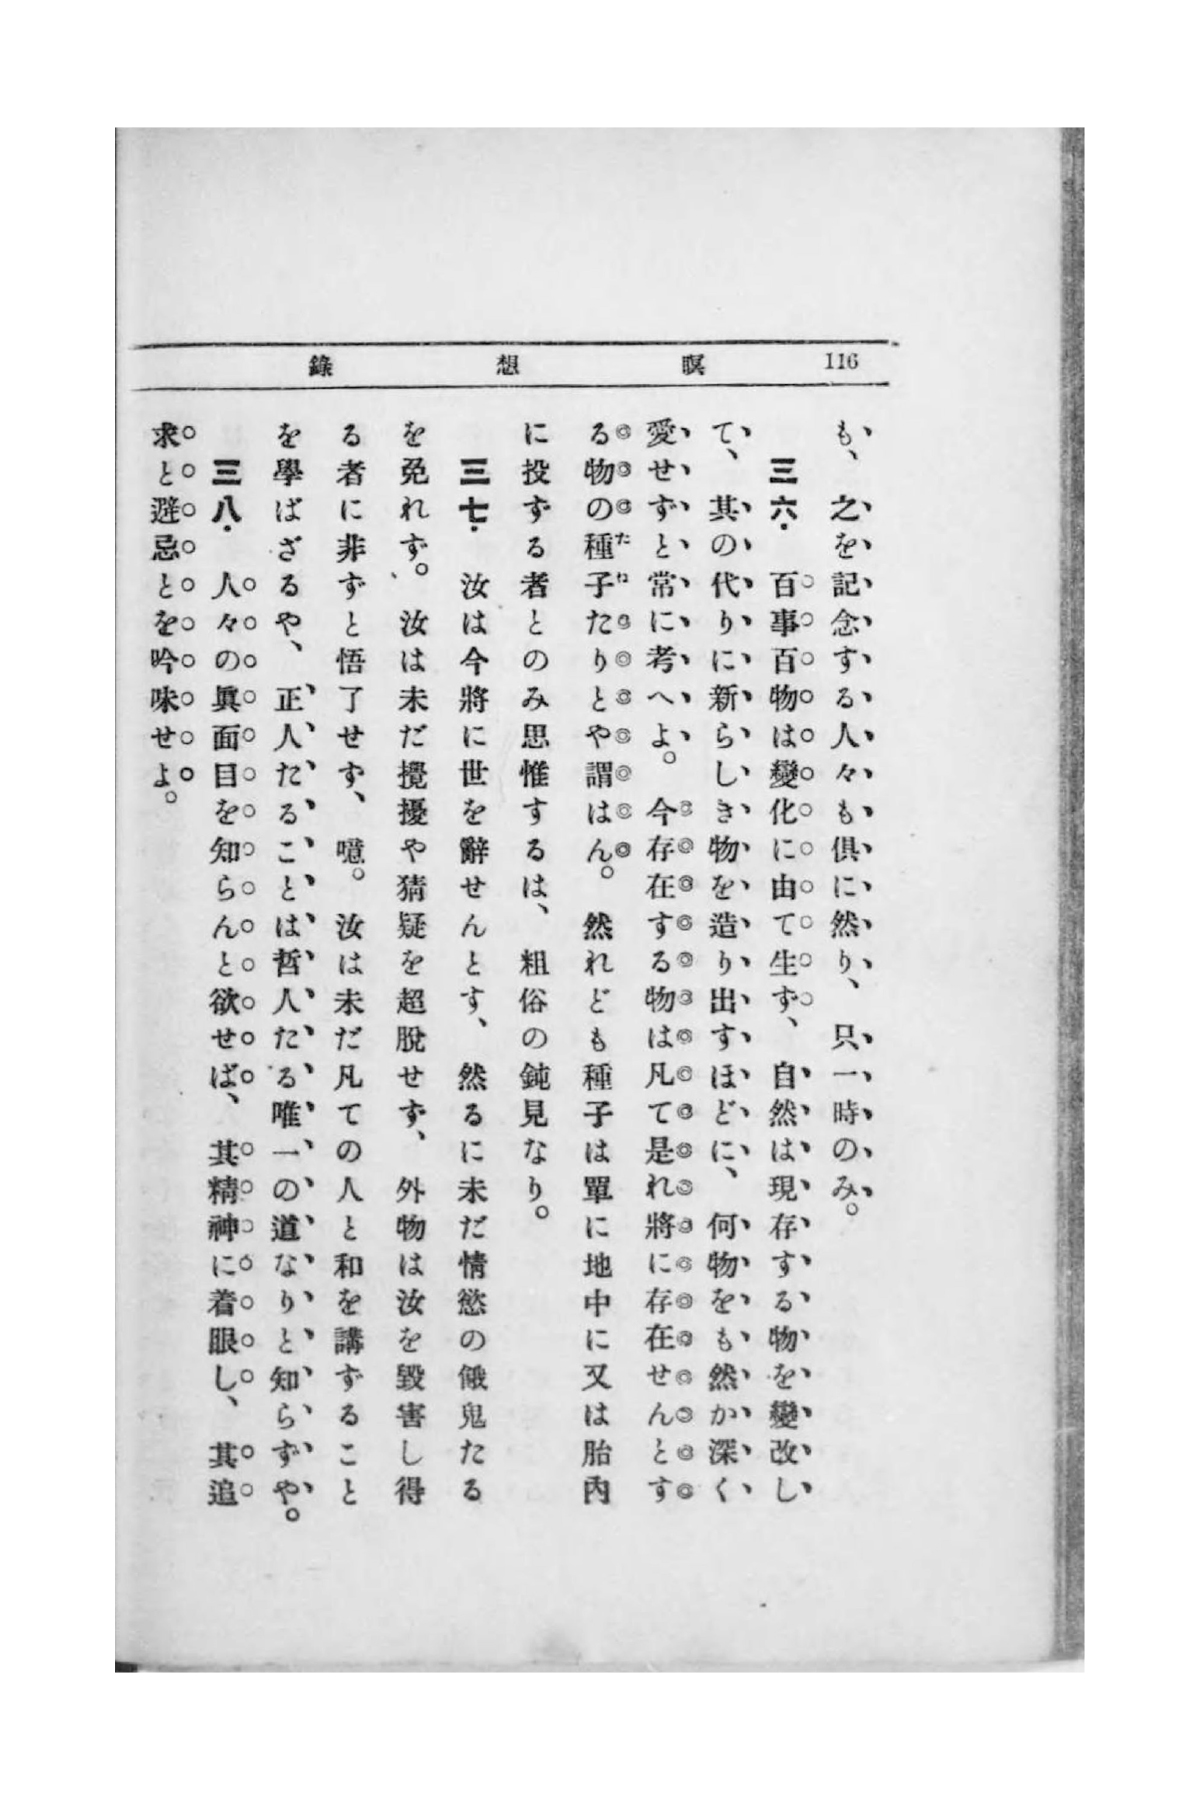 116 瞑想錄
も、之を記念する人々も俱に然り、只一時のみ。
三六・ 百事百物は變化に由て生ず、自然は現存する物を變改し
て、其の代りに新らしき物を造り出すほどに、何物をも然か深く
愛せずと常に考へよ。今存在する物は凡て是れ將に存在せんとす
る物の種子たりとや謂はん。然れども種子は單に地中に又は胎內
に投ずる者とのみ思惟するは、粗俗の鈍見なり。
三七・ 汝は今將に世を辭せんとす、然るに未だ情慾の餓鬼たる
を免れず。汝は未だ攪擾や猜疑を超脫せず、外物は汝を毀害し得
る者に非ずと悟了せず、噫。汝は未だ凡ての人と和を講ずること
を學ばざるや、正人たることは哲人たる唯一の道なりと知らずや。
三八・ 人々の眞面目を知らんと欲せば、其精神に着眼し、其追
求と避忌とを吟味せよ。